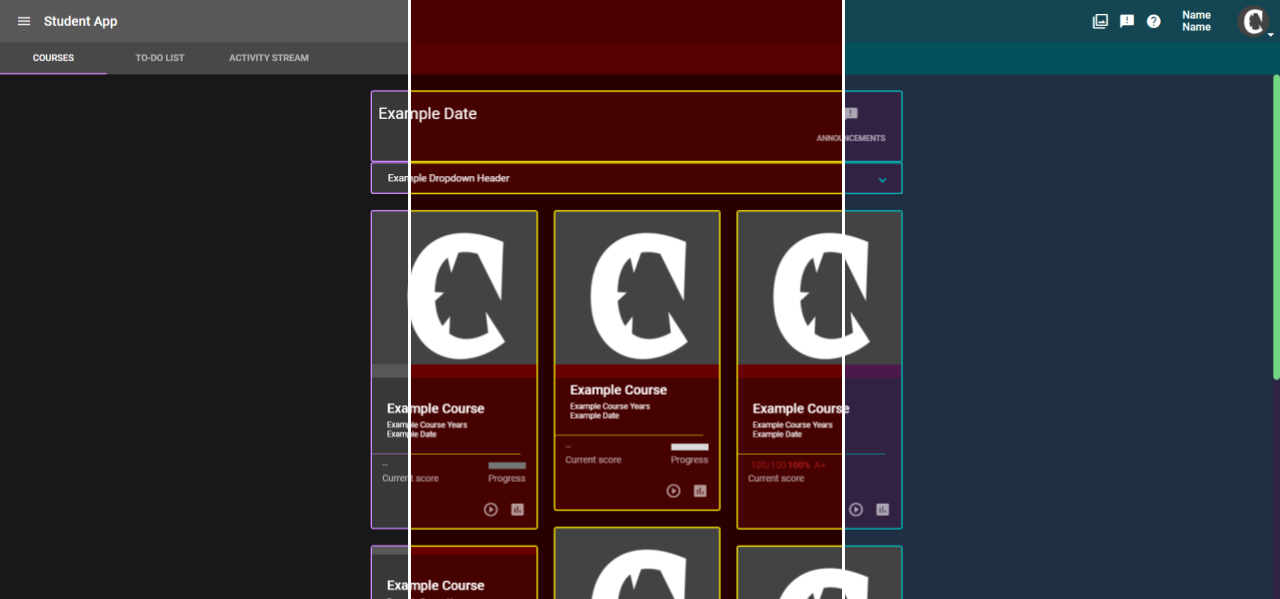 Student App
Name
Name
COURSES
TO-DO LIST
ACTIVITY STREAM
Example Date
ANNOUNCEMENTS
Example Dropdown Header
Example Course
Example Course Years
Example Date
–
Current score
Progress
Example Course
Example Course Years
Example Date
–
Current score
Progress
Example Course
Example Course Years
Example Date
100/100 100% A+
Current score
Example Course